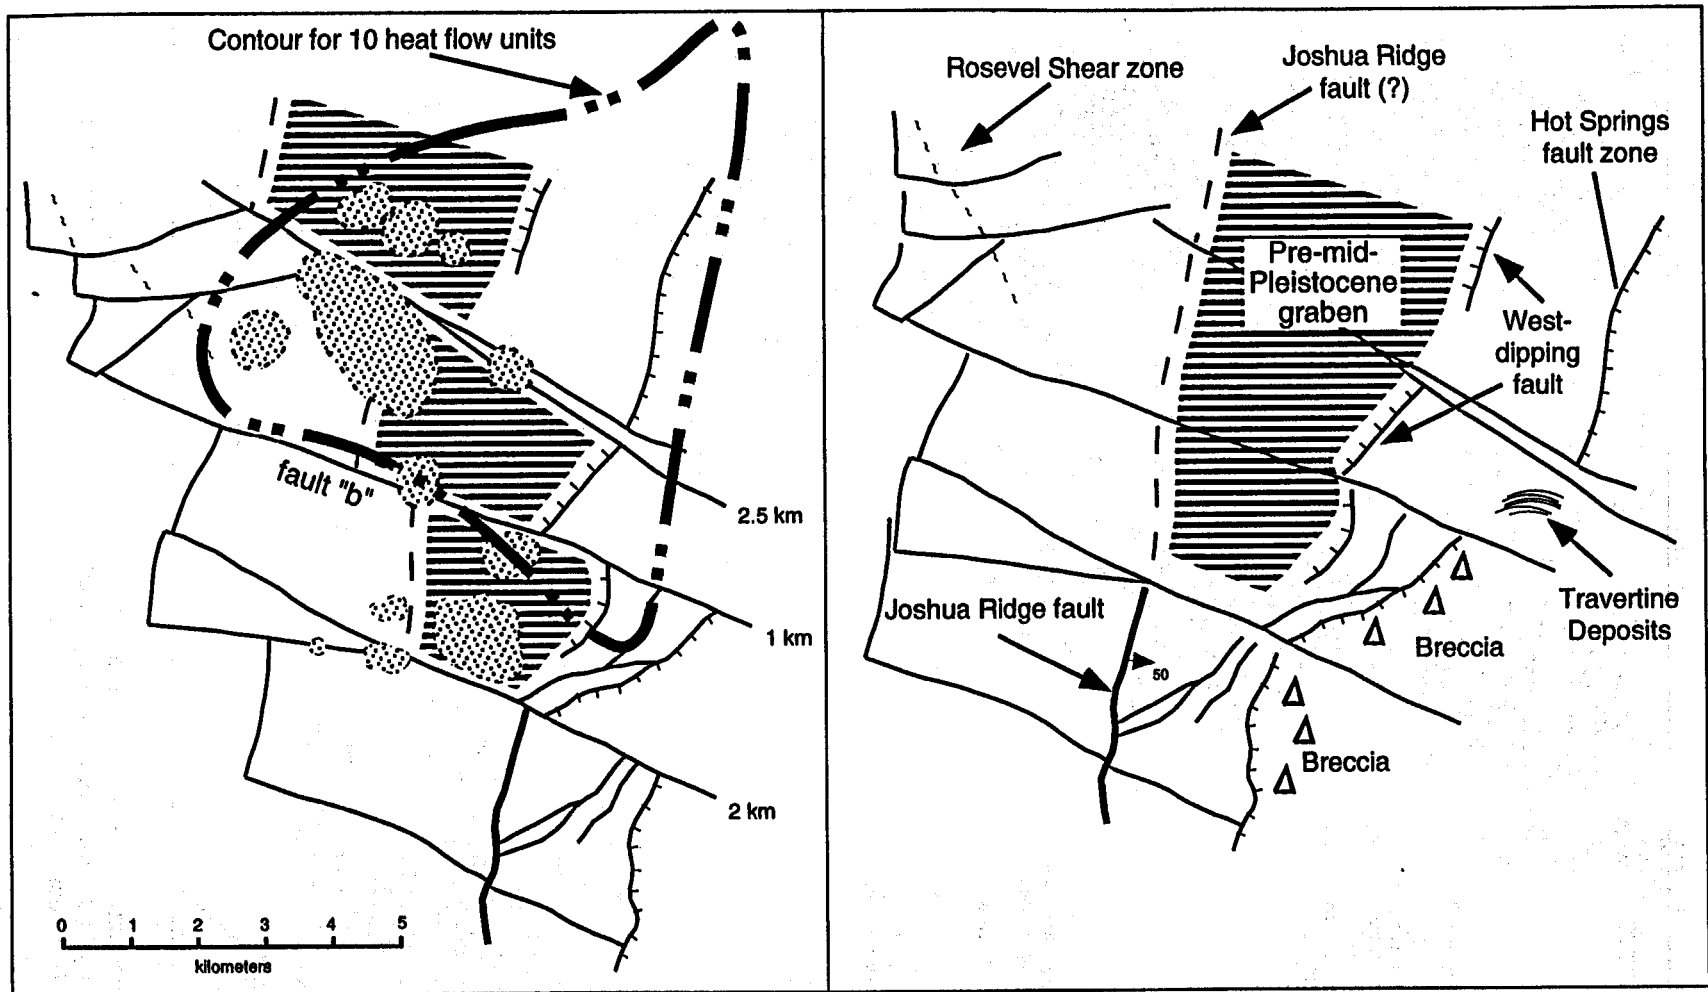 Contour for 10 heat flow units
fault "b"
2.5 km
1 km
2 km
0 1 2 3 4 5
kilometers
Rosevel Shear zone
Joshua Ridge
fault (?)
Hot Springs
fault zone
Pre-mid-
Pleistocene
graben
West-
dipping
fault
Joshua Ridge fault
50
Travertine
Deposits
Breccia
Breccia